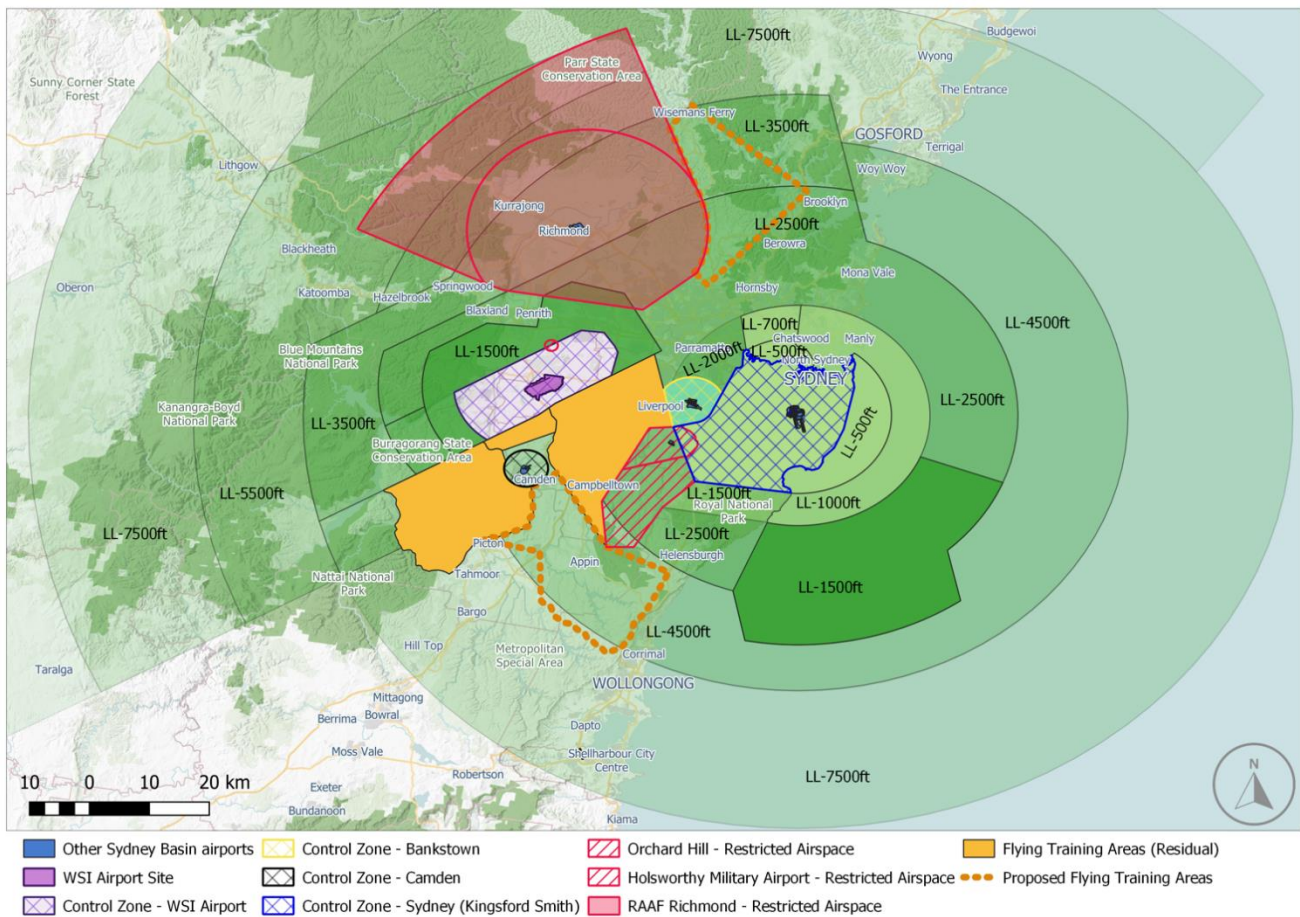 LL-7500ft
Budgewoi
Wyong
Parr State
Conservation Area
Sunny Corner State
Forest
The Entrance
Wisemans Ferry
LL-3500ft
GOSFORD
Terrigal
Lithgow
Woy Woy
Kurrajong
Brooklyn
LL-2500ft
Richmond
Berowra
Blackheath
Mona Vale
Oberon
Katoomba
Hazelbrook
Springwood
Hornsby
Blaxland
Penrith
LL-4500ft
LL-700ft
Chatswood
Manly
Parramatta
LL-2000ft
LL-500ft
North Sydney
Blue Mountains
National Park
LL-1500ft
SYDNEY
Kanangra-Boyd
National Park
Liverpool
LL-2500ft
LL-3500ft
LL-500ft
Burragorang State
Conservation Area
Camden
Campbelltown
LL-5500ft
LL-1500ft
Royal National
Park
LL-1000ft
LL-7500ft
LL-2500ft
Picton
Helensburgh
Appin
Nattai National
Park
Tahmoor
LL-1500ft
Bargo
LL-4500ft
Hill Top
Metropolitan
Special Area
Corrimal
Taralga
WOLLONGONG
Mittagong
Berrima
Bowral
Dapto
Moss Vale
Shellharbour City
Centre
LL-7500ft
N
10 0 10 20 km
Robertson
Exeter
Bundanoon
Kiama
Other Sydney Basin airports
WSI Airport Site
Control Zone - WSI Airport
Control Zone - Bankstown
Control Zone - Camden
Control Zone - Sydney (Kingsford Smith)
Orchard Hill - Restricted Airspace
Holsworthy Military Airport - Restricted Airspace
RAAF Richmond - Restricted Airspace
Flying Training Areas (Residual)
Proposed Flying Training Areas